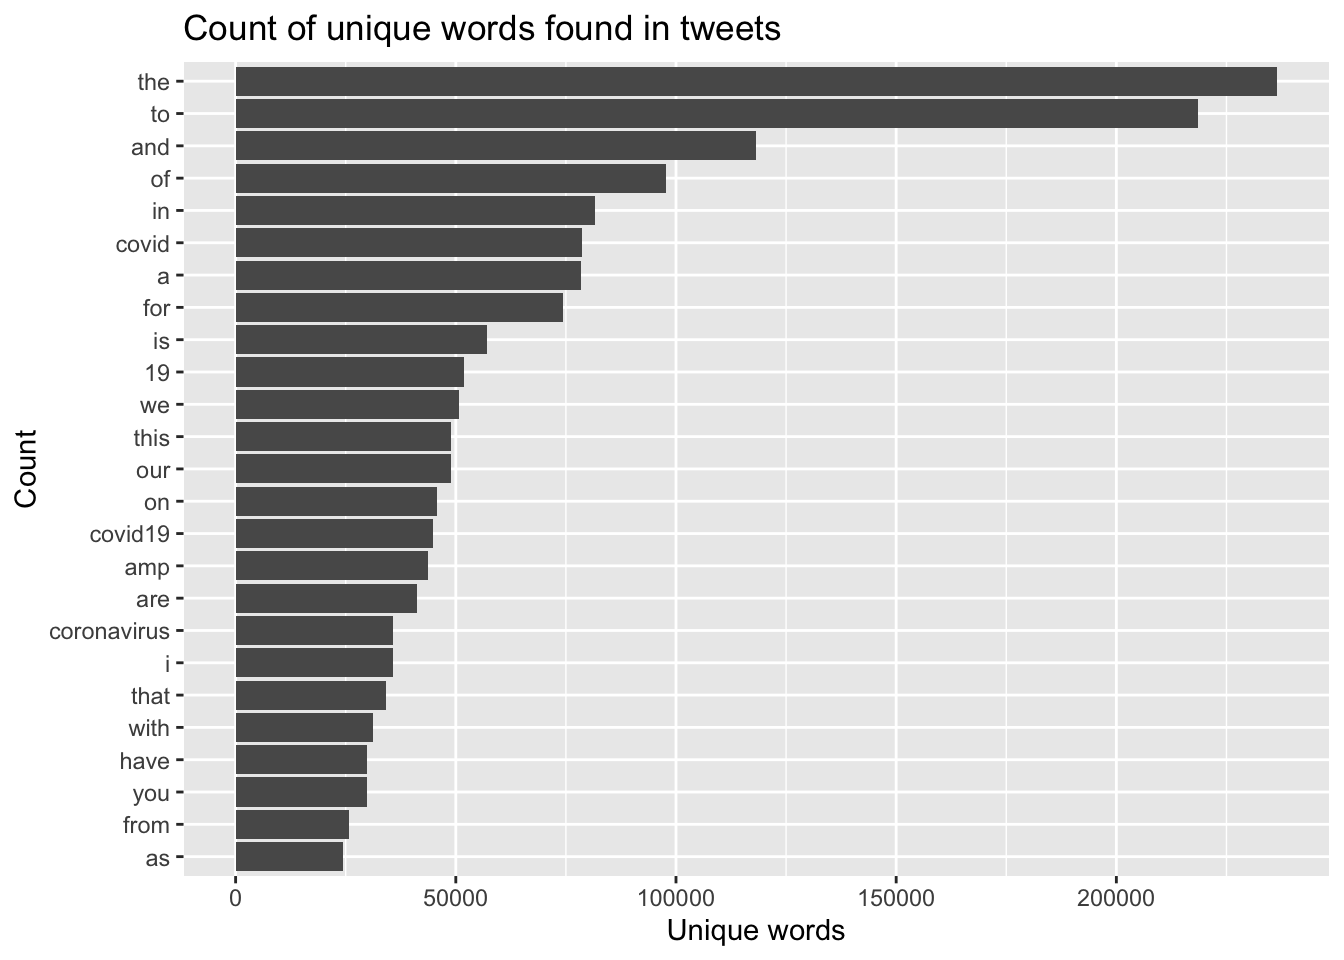 Count of unique words found in tweets
the
to
and
of
in
covid
a
for
is
19
we
this
our
on
covid19
amp
are
coronavirus
i
that
with
have
you
from
as
Count
0 50000 100000 150000 200000
Unique words